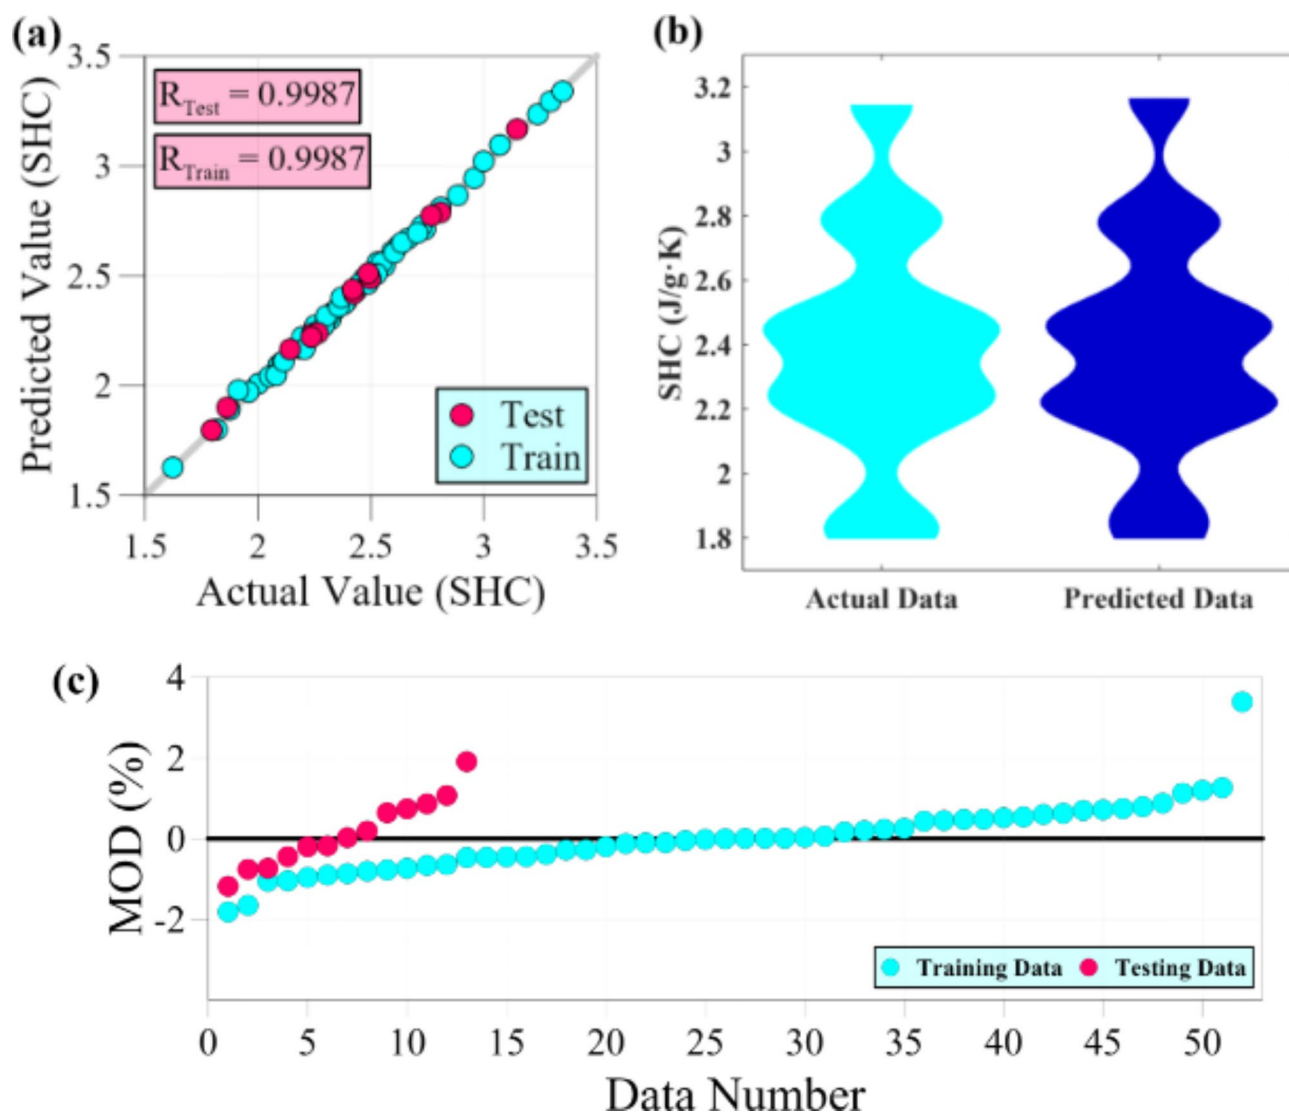 (a)
Predicted Value (SHC)
3.5
3
2.5
2
1.5
R_Test = 0.9987
R_Train = 0.9987
Test
Train
1.5 2 2.5 3 3.5
Actual Value (SHC)
(b)
SHC (J/g·K)
3.2
3
2.8
2.6
2.4
2.2
2
1.8
Actual Data Predicted Data
(c)
MOD (%)
4
2
0
-2
Training Data Testing Data
0 5 10 15 20 25 30 35 40 45 50
Data Number